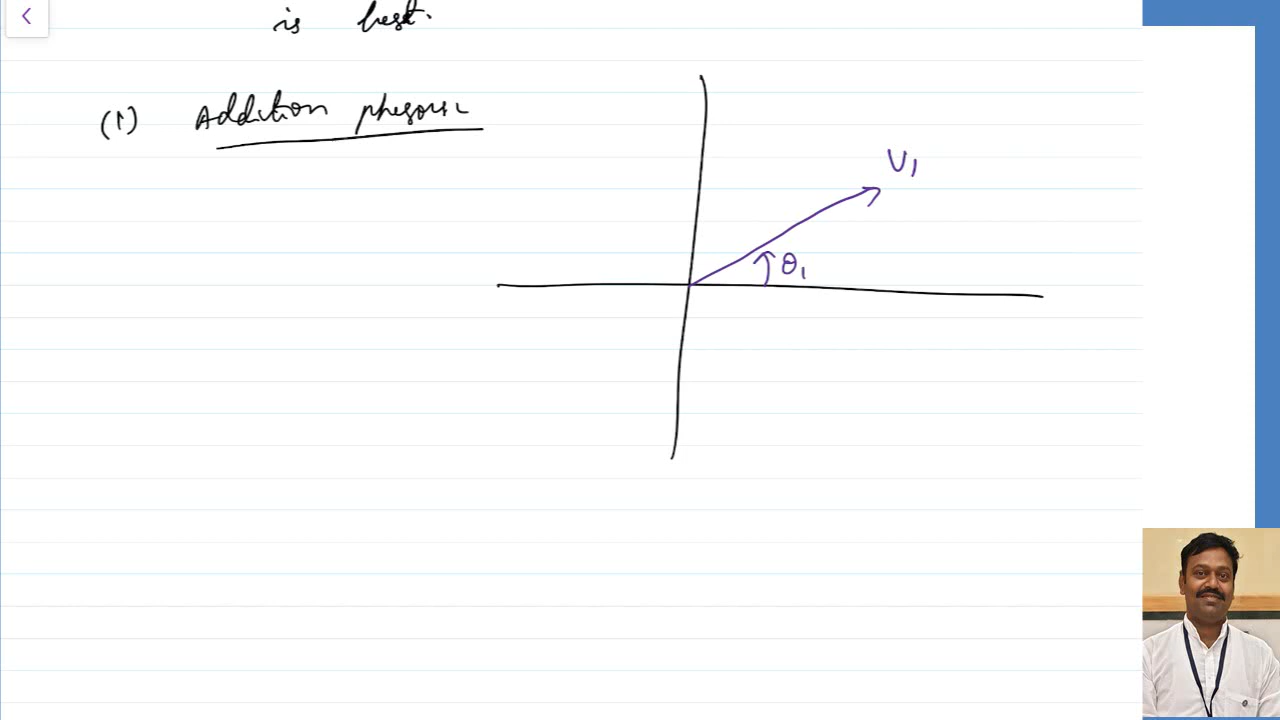 is best.
(1) Addition phasors:
V1
θ1